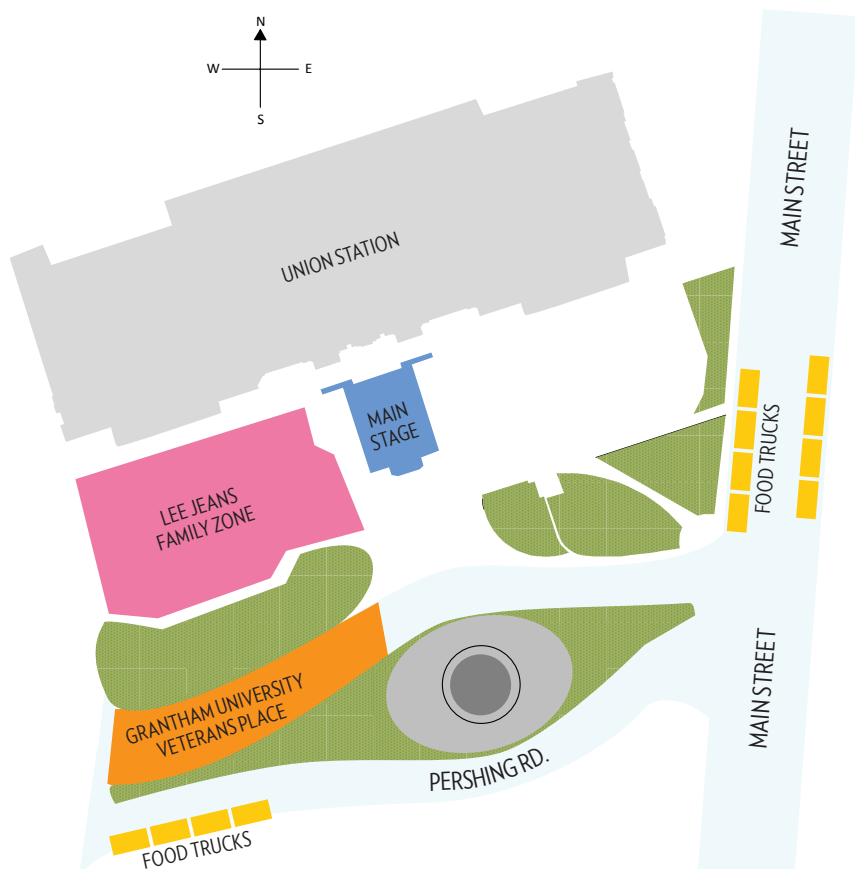 N
W
E
S
MAIN STREET
UNION STATION
MAIN
STAGE
FOOD TRUCKS
LEE JEANS
FAMILY ZONE
GRANTHAM UNIVERSITY
VETERANS PLACE
MAIN STREET
PERSHING RD.
FOOD TRUCKS